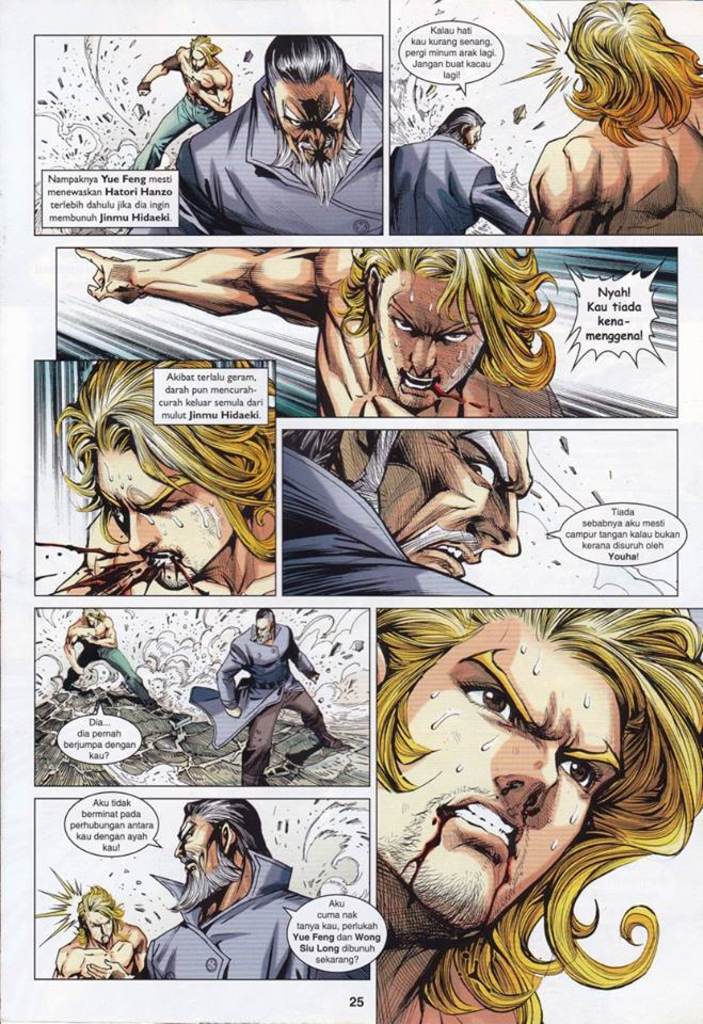 Nampaknya Yue Feng mesti
menewaskan Hatori Hanzo
terlebih dahulu jika dia ingin
membunuh Jinmu Hidaeki.
Kalau hati
kau kurang senang,
pergi minum arak lagi.
Jangan buat kacau
lagi!
Nyah!
Kau tiada
kena-
menggena!
Akibat terlalu geram,
darah pun mencurah-
curah keluar semula dari
mulut Jinmu Hidaeki.
Tiada
sebabnya aku mesti
campur tangan kalau bukan
kerana disuruh oleh
Youha!
Dia...
dia pernah
berjumpa dengan
kau?
Aku tidak
berminat pada
perhubungan antara
kau dengan ayah
kau!
Aku
cuma nak
tanya kau, perlukah
Yue Feng dan Wong
Siu Long dibunuh
sekarang?
25